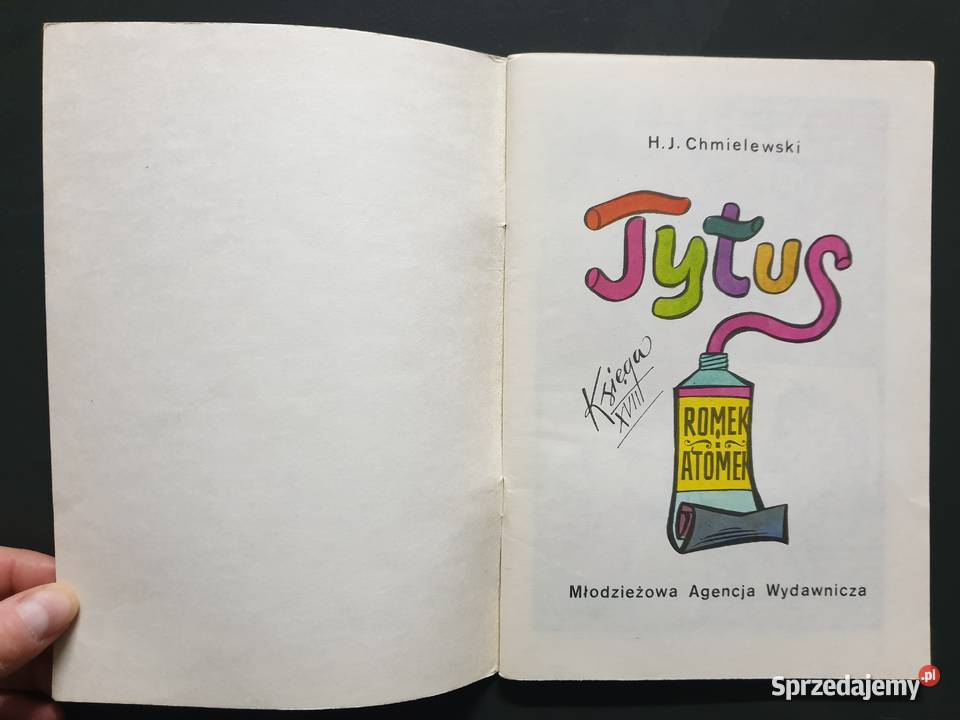 H.J. Chmielewski
Tytus
Księga
XVIII
ROMEK
i
ATOMEK
Młodzieżowa Agencja Wydawnicza
Sprzedajemy.pl